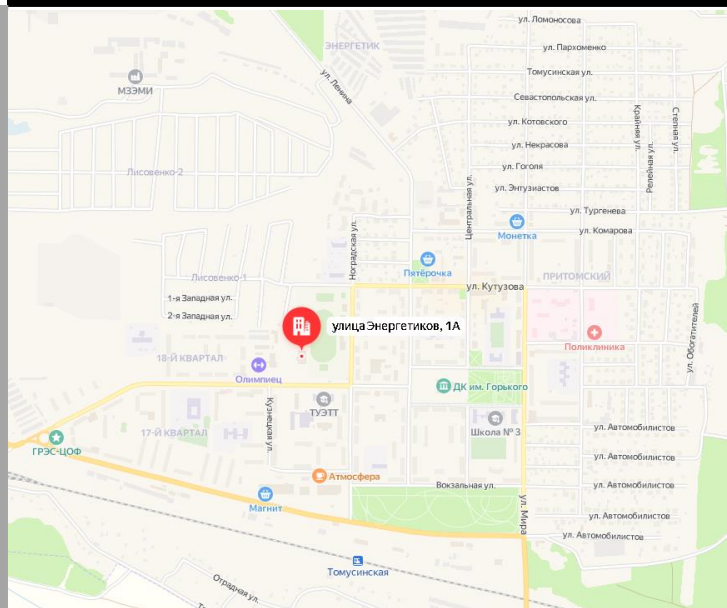 ул. Ломоносова
ЭНЕРГЕТИК
ул. Пархоменко
ул. Ленина
Томусинская ул.
МЗЭМИ
Севастопольская ул.
Крайняя ул.
Степная ул.
ул. Котовского
ул. Некрасова
Релейная ул.
ул. Гоголя
Лисовенко-2
Центральная ул.
ул. Энтузиастов
ул. Тургенева
Ноградская ул.
Монетка
ул. Комарова
Пятёрочка
ПРИТОМСКИЙ
Лисовенко-1
ул. Кутузова
1-я Западная ул.
2-я Западная ул.
улица Энергетиков, 1А
ул. Обогатителей
Поликлиника
18-Й КВАРТАЛ
Олимпиец
ДК им. Горького
ТУЭТТ
Кузнецкая ул.
Школа № 3
ул. Автомобилистов
17-Й КВАРТАЛ
ГРЭС-ЦОФ
ул. Автомобилистов
Атмосфера
Вокзальная ул.
ул. Автомобилистов
Магнит
ул. Мира
ул. Автомобилистов
ул. Автомобилистов
Томусинская
Отрадная ул.